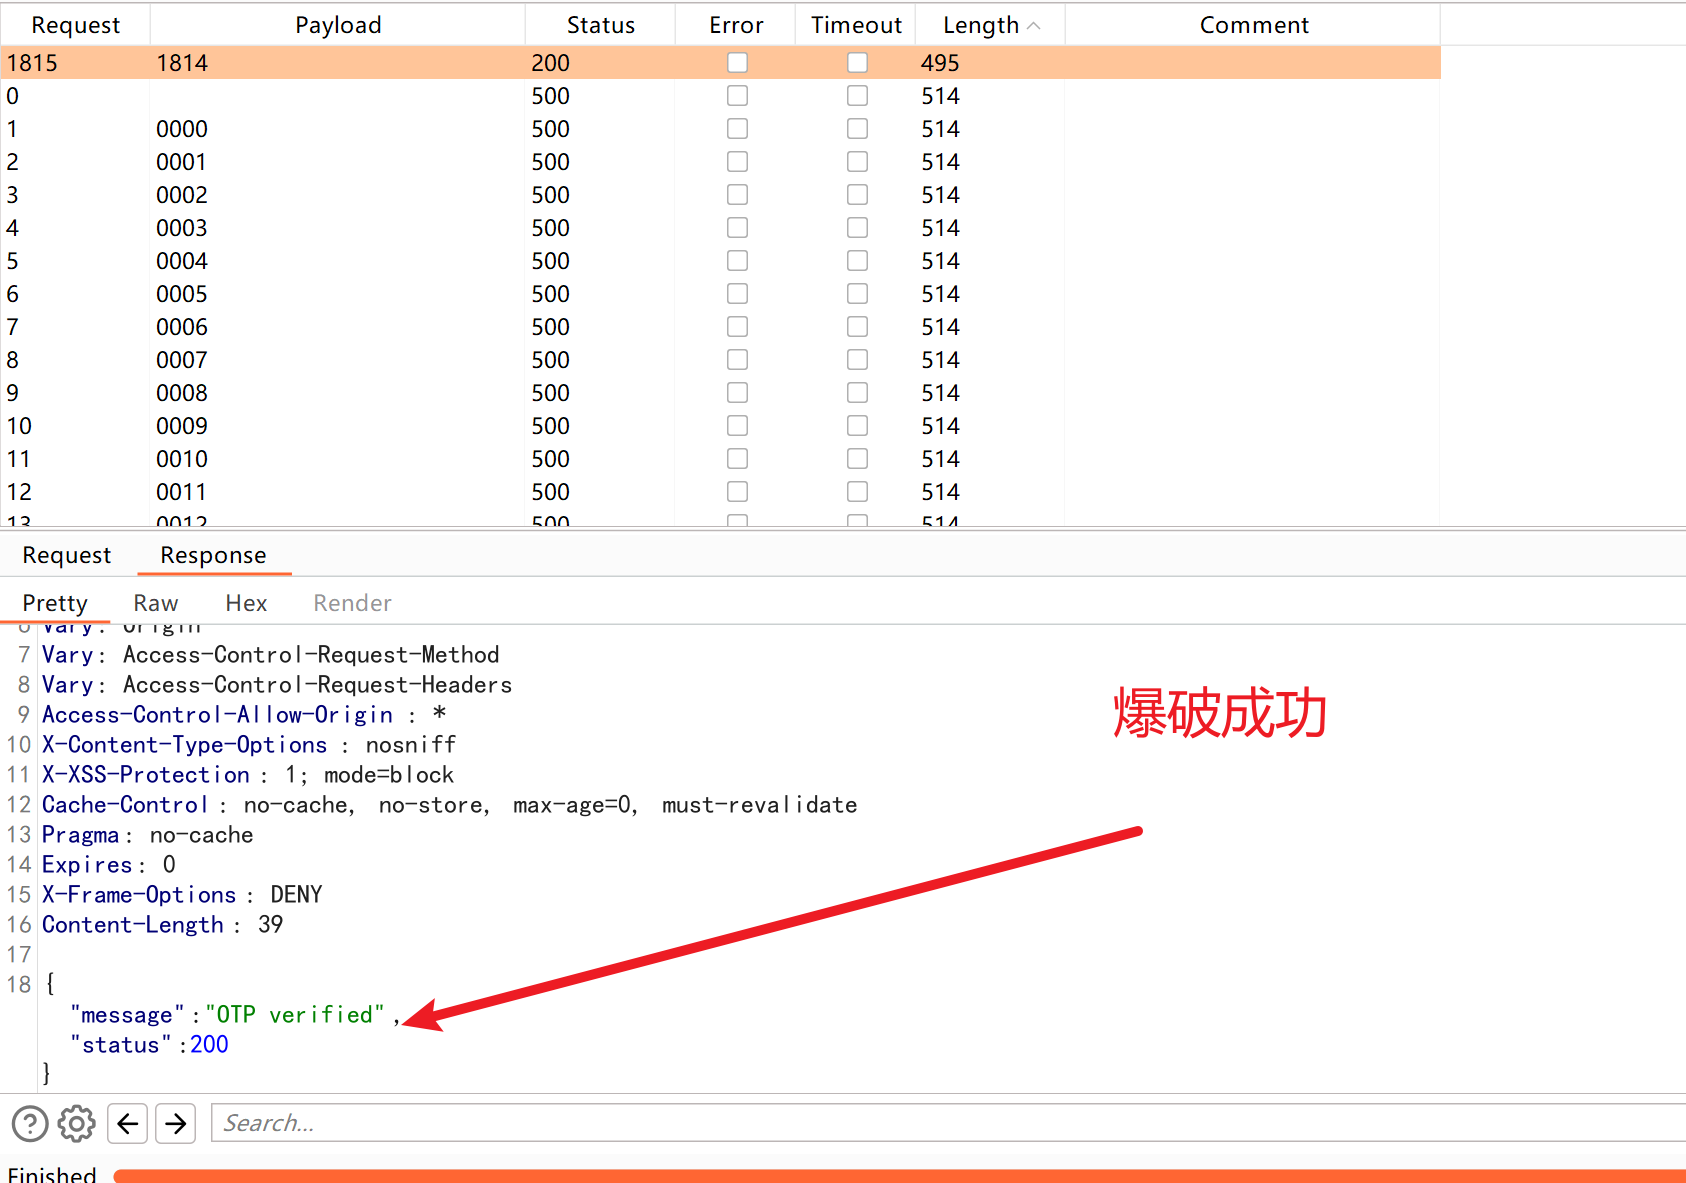 Request Payload Status Error Timeout Length Comment
1815 1814 200 495
0 500 514
1 0000 500 514
2 0001 500 514
3 0002 500 514
4 0003 500 514
5 0004 500 514
6 0005 500 514
7 0006 500 514
8 0007 500 514
9 0008 500 514
10 0009 500 514
11 0010 500 514
12 0011 500 514
13 0012 500 514
Request Response
Pretty Raw Hex Render
6 Vary: Origin
7 Vary: Access-Control-Request-Method
8 Vary: Access-Control-Request-Headers
9 Access-Control-Allow-Origin : *
10 X-Content-Type-Options : nosniff
11 X-XSS-Protection : 1; mode=block
12 Cache-Control : no-cache, no-store, max-age=0, must-revalidate
13 Pragma: no-cache
14 Expires: 0
15 X-Frame-Options : DENY
16 Content-Length : 39
17
18 {
"message":"OTP verified",
"status":200
}
爆破成功
Search...
Finished